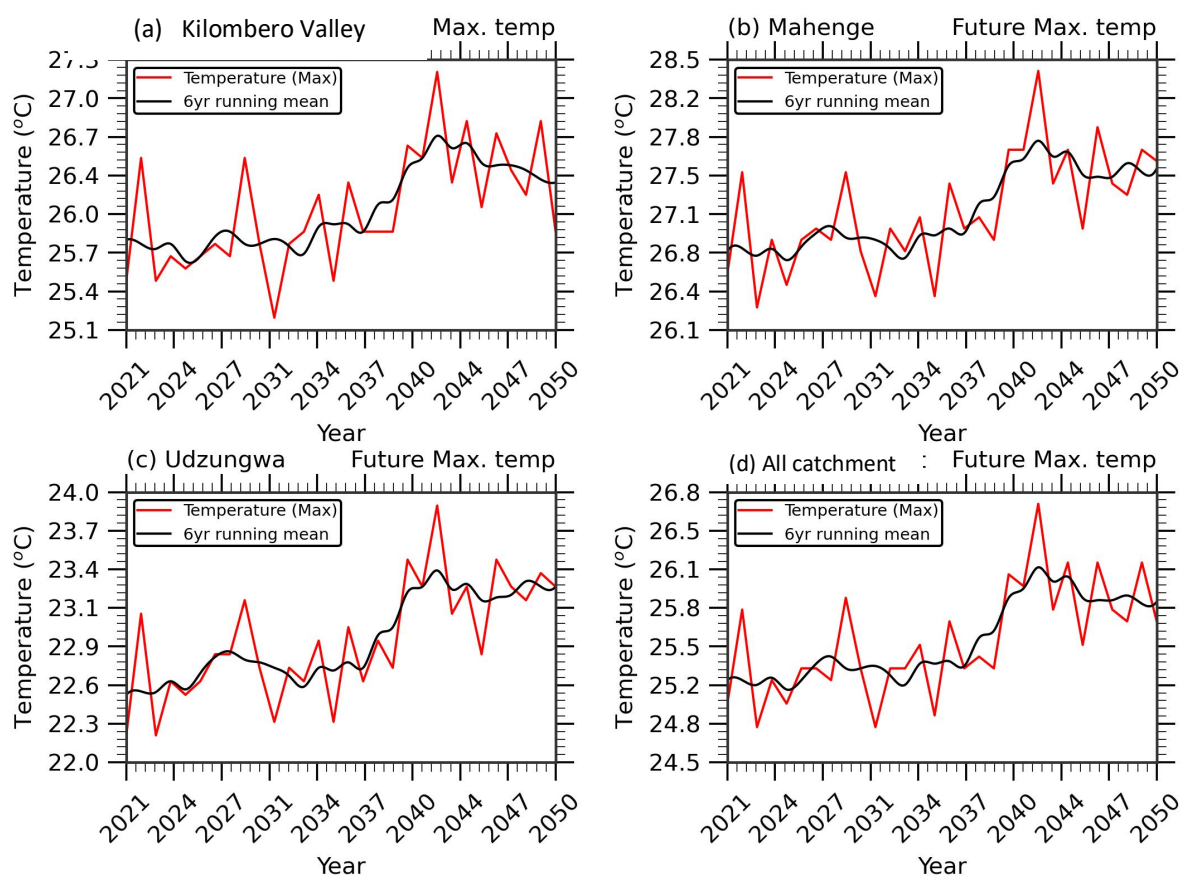 (a) Kilombero Valley Max. temp
Temperature (Max)
6yr running mean
Temperature (°C)
27.0
26.7
26.4
26.0
25.7
25.4
25.1
2021 2024 2027 2031 2034 2037 2040 2044 2047 2050
Year
(b) Mahenge Future Max. temp
Temperature (Max)
6yr running mean
Temperature (°C)
28.5
28.2
27.8
27.5
27.1
26.8
26.4
26.1
2021 2024 2027 2031 2034 2037 2040 2044 2047 2050
Year
(c) Udzungwa Future Max. temp
Temperature (Max)
6yr running mean
Temperature (°C)
24.0
23.7
23.4
23.1
22.9
22.6
22.3
22.0
2021 2024 2027 2031 2034 2037 2040 2044 2047 2050
Year
(d) All catchment : Future Max. temp
Temperature (Max)
6yr running mean
Temperature (°C)
26.8
26.5
26.1
25.8
25.5
25.2
24.8
24.5
2021 2024 2027 2031 2034 2037 2040 2044 2047 2050
Year